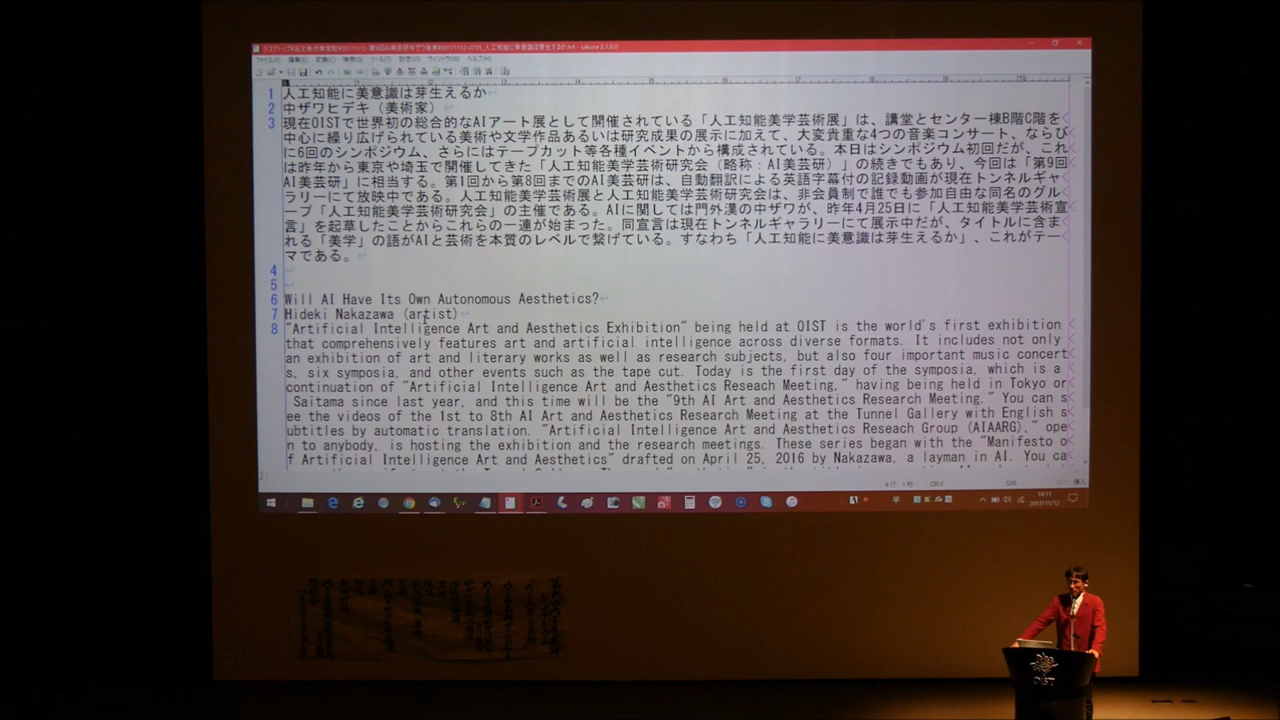 人工知能に美意識は芽生えるか
中ザワヒデキ（美術家）
現在OISTで世界初の総合的なAIアート展として開催されている「人工知能美学芸術展」は、講堂とセンター棟B階C階を
中心に繰り広げられている美術や文学作品あるいは研究成果の展示に加えて、大変貴重な4つの音楽コンサート、ならび
に6回のシンポジウム、さらにはテープカット等各種イベントから構成されている。本日はシンポジウム初回だが、これ
は昨年から東京や埼玉で開催してきた「人工知能美学芸術研究会（略称：AI美芸研）」の続きでもあり、今回は「第9回
AI美芸研」に相当する。第1回から第8回までのAI美芸研は、自動翻訳による英語字幕付の記録動画が現在トンネルギャ
ラリーにて放映中である。人工知能美学芸術展と人工知能美学芸術研究会は、非会員制で誰でも参加自由な同名のグル
ープ「人工知能美学芸術研究会」の主催である。AIに関しては門外漢の中ザワが、昨年4月25日に「人工知能美学芸術宣
言」を起草したことからこれらの一連が始まった。同宣言は現在トンネルギャラリーにて展示中だが、タイトルに含ま
れる「美学」の語がAIと芸術を本質のレベルで繋げている。すなわち「人工知能に美意識は芽生えるか」、これがテー
マである。
Will AI Have Its Own Autonomous Aesthetics?
Hideki Nakazawa (artist)
"Artificial Intelligence Art and Aesthetics Exhibition" being held at OIST is the world's first exhibition
that comprehensively features art and artificial intelligence across diverse formats. It includes not only
an exhibition of art and literary works as well as research subjects, but also four important music concert
s, six symposia, and other events such as the tape cut. Today is the first day of the symposia, which is a
continuation of "Artificial Intelligence Art and Aesthetics Reseach Meeting," having being held in Tokyo or
Saitama since last year, and this time will be the "9th AI Art and Aesthetics Research Meeting." You can s
ee the videos of the 1st to 8th AI Art and Aesthetics Research Meeting at the Tunnel Gallery with English s
ubtitles by automatic translation. "Artificial Intelligence Art and Aesthetics Reseach Group (AIAARG)," ope
n to anybody, is hosting the exhibition and the research meetings. These series began with the "Manifesto o
f Artificial Intelligence Art and Aesthetics" drafted on April 25, 2016 by Nakazawa, a layman in AI. You ca
14:11
2017/11/12
OIST